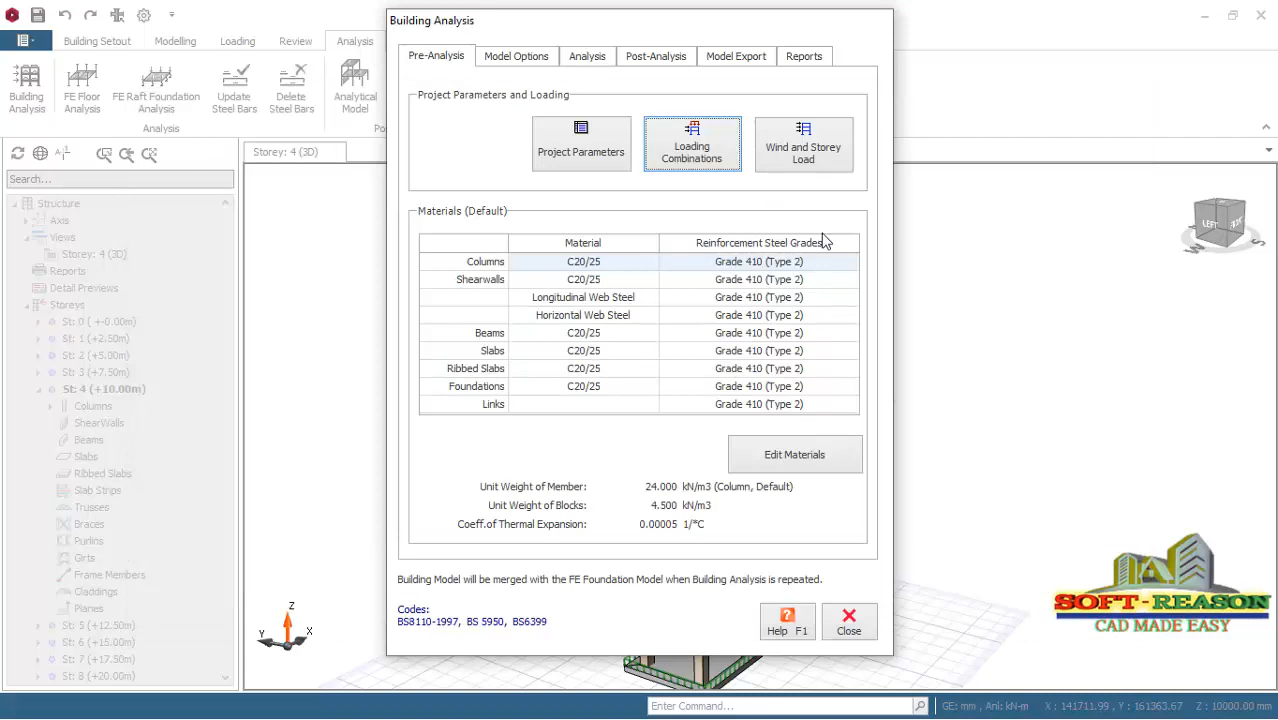 Building Analysis
Building Setout
Modelling
Loading
Review
Analysis
Building Analysis
FE Floor Analysis
FE Raft Foundation Analysis
Update Steel Bars
Delete Steel Bars
Analytical Model
Analysis
Storey: 4 (3D)
Search...
Structure
Axis
Views
Storey: 4 (3D)
Reports
Detail Previews
Storeys
St: 0 ( +-0.00m)
St: 1 (+2.50m)
St: 2 (+5.00m)
St: 3 (+7.50m)
St: 4 (+10.00m)
Columns
ShearWalls
Beams
Slabs
Ribbed Slabs
Slab Strips
Trusses
Braces
Purlins
Girts
Frame Members
Claddings
Planes
St: 5 (+12.50m)
St: 6 (+15.00m)
St: 7 (+17.50m)
St: 8 (+20.00m)
Pre-Analysis
Model Options
Analysis
Post-Analysis
Model Export
Reports
Project Parameters and Loading
Project Parameters
Loading Combinations
Wind and Storey Load
Materials (Default)
Material Reinforcement Steel Grades
Columns C20/25 Grade 410 (Type 2)
Shearwalls C20/25 Grade 410 (Type 2)
Longitudinal Web Steel Grade 410 (Type 2)
Horizontal Web Steel Grade 410 (Type 2)
Beams C20/25 Grade 410 (Type 2)
Slabs C20/25 Grade 410 (Type 2)
Ribbed Slabs C20/25 Grade 410 (Type 2)
Foundations C20/25 Grade 410 (Type 2)
Links Grade 410 (Type 2)
Edit Materials
Unit Weight of Member: 24.000 kN/m3 (Column, Default)
Unit Weight of Blocks: 4.500 kN/m3
Coeff.of Thermal Expansion: 0.00005 1/*C
Building Model will be merged with the FE Foundation Model when Building Analysis is repeated.
Codes:
BS8110-1997, BS 5950, BS6399
Help F1
Close
LEFT
Z
Y
X
SOFT-REASON
CAD MADE EASY
Enter Command...
GE: mm , Anl: kN-m
X : 141711.99 , Y : 161363.67
Z : 10000.00 mm